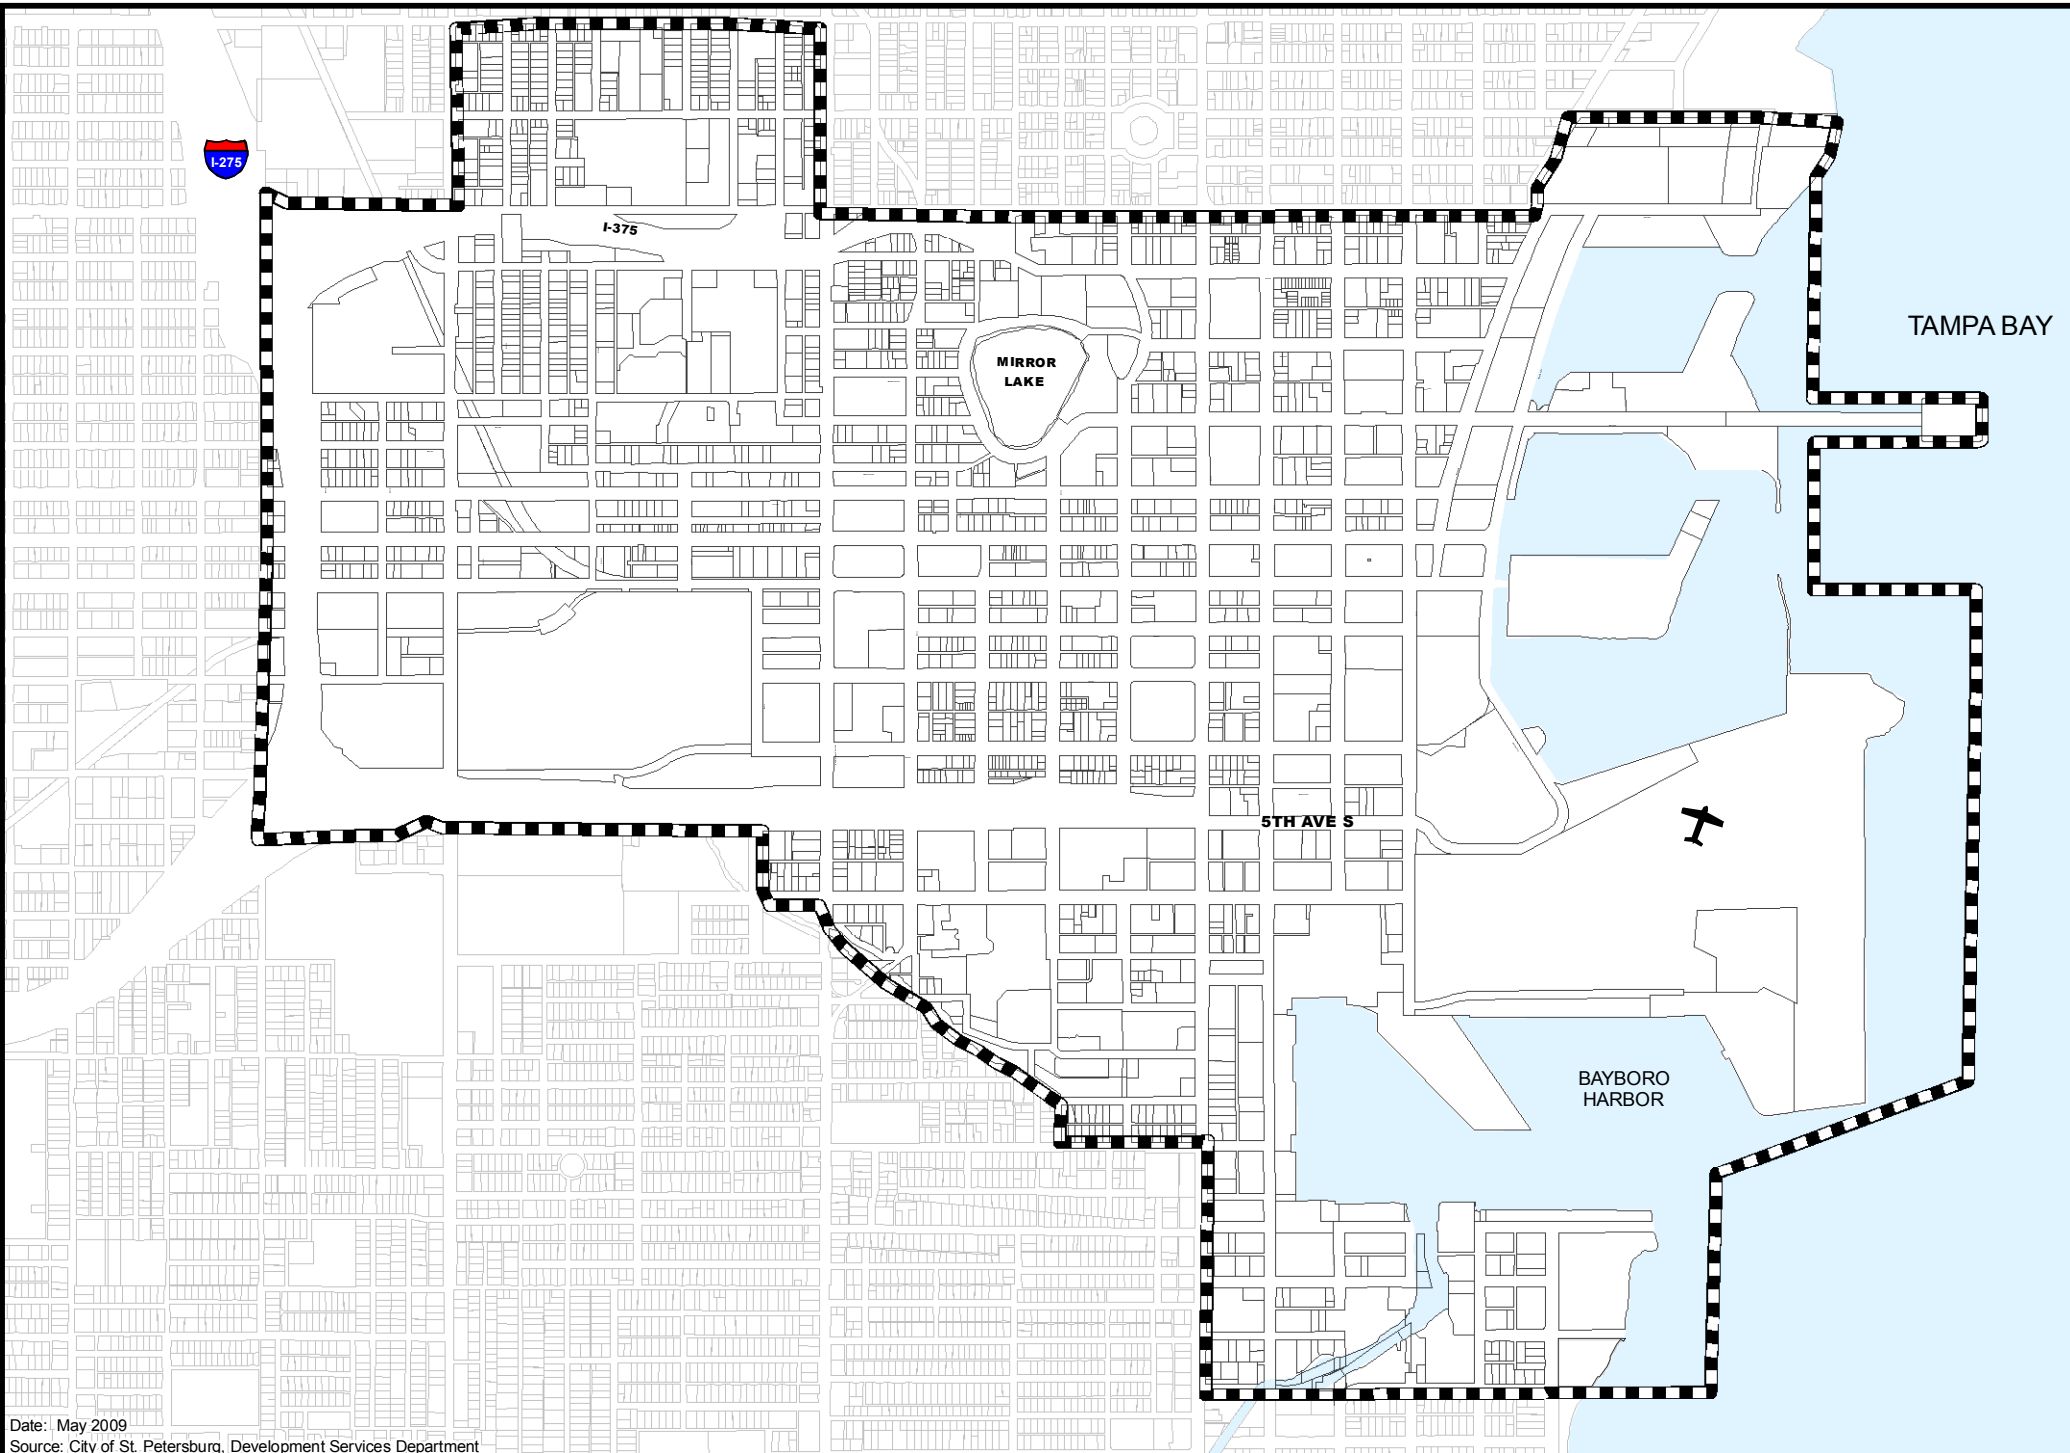 I-275
I-375
TAMPA BAY
MIRROR
LAKE
5TH AVE S
BAYBORO
HARBOR
Date: May 2009
Source: City of St. Petersburg, Development Services Department